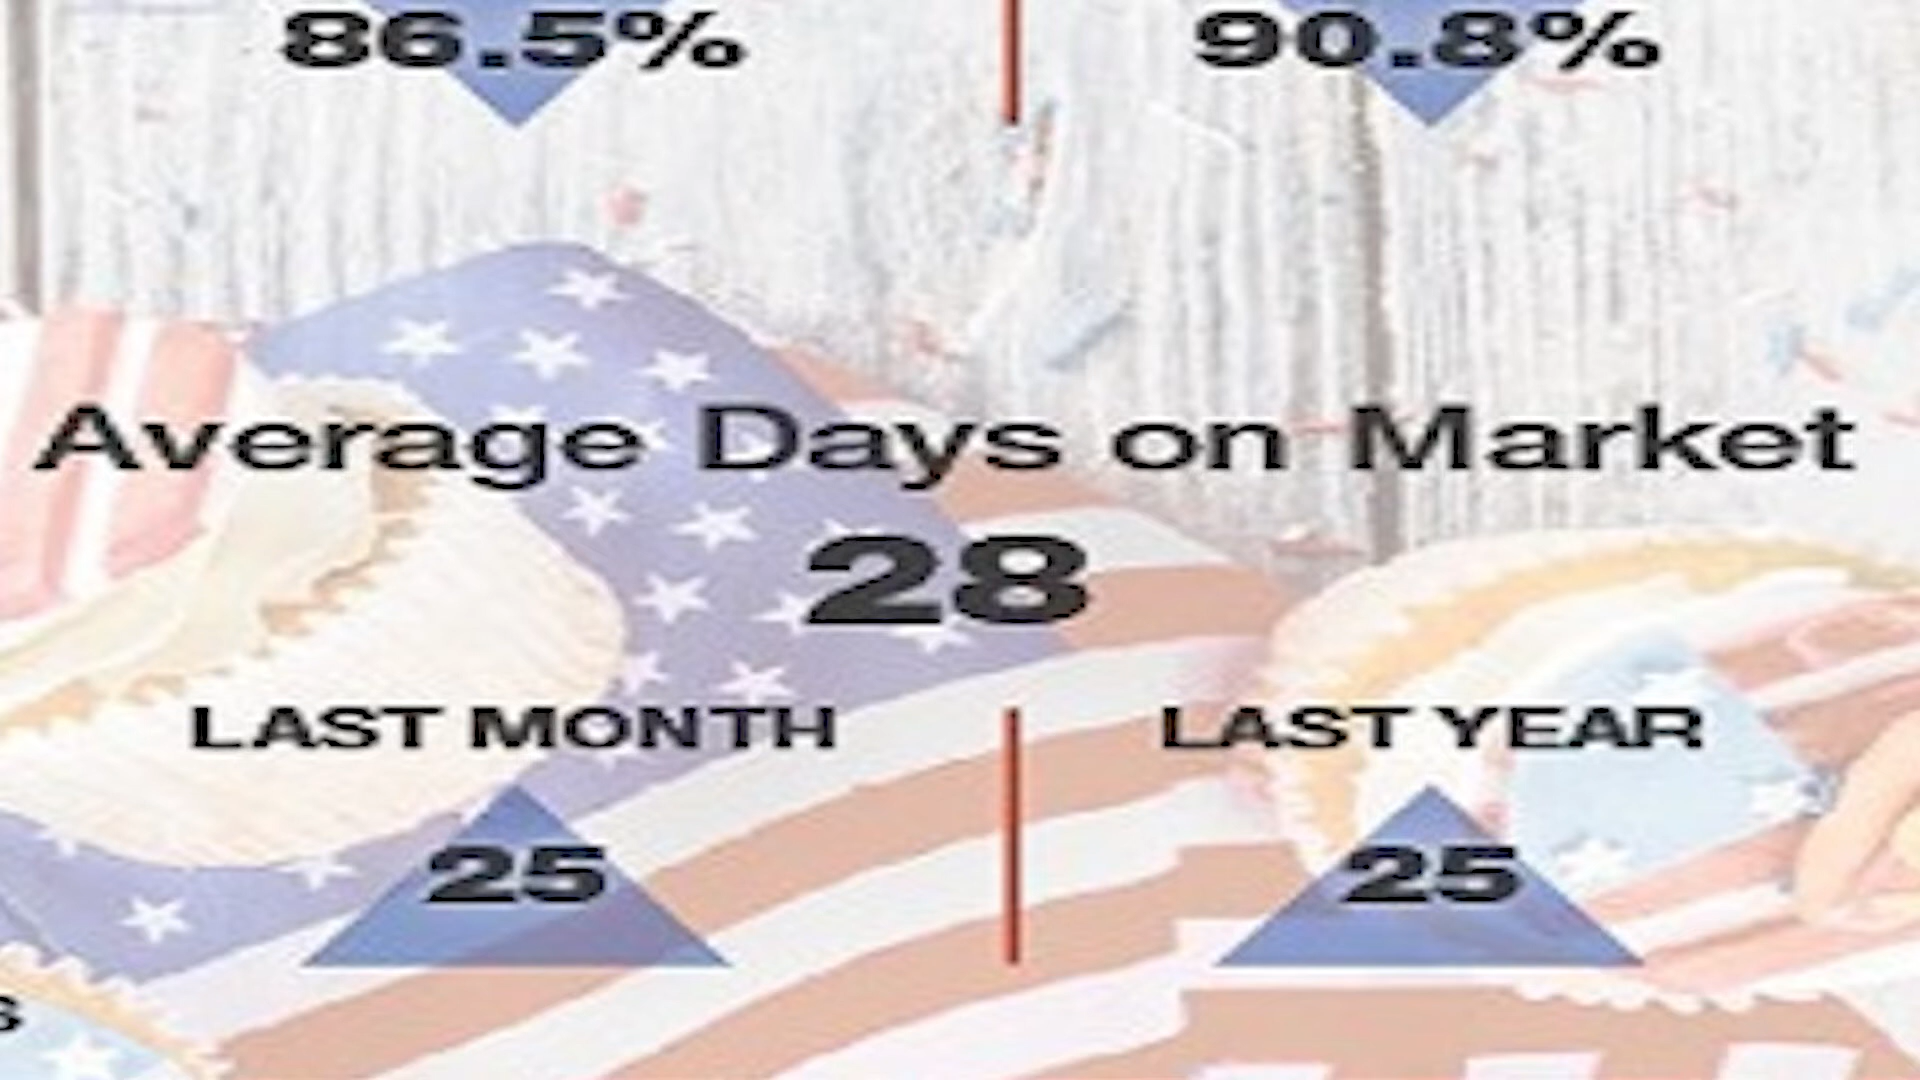 86.5% 90.8%
Average Days on Market
28
LAST MONTH LAST YEAR
25 25
s